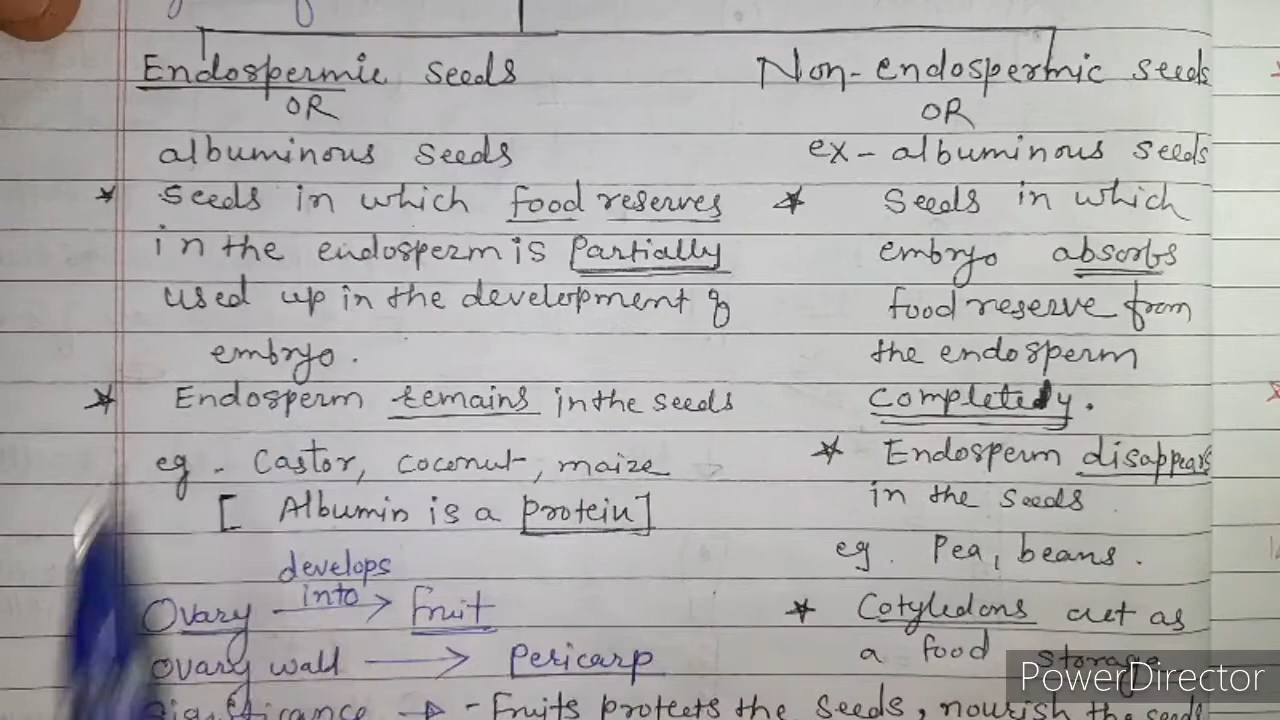 Endospermic seeds
OR
albuminous seeds
★ seeds in which food reserves
in the endosperm is Partially
used up in the development of
embryo.
★ Endosperm remains in the seeds
eg - Castor, coconut, maize
[ Albumin is a protein]
Non-endospermic seeds
OR
ex-albuminous seeds
★ Seeds in which
embryo absorbs
food reserve from
the endosperm
completely.
★ Endosperm disappears
in the seeds
eg. Pea, beans.
★ Cotyledons act as
a food storage
develops
into
Ovary → Fruit
ovary wall → Pericarp
Significance → - Fruits protects the seeds, nourish the seeds
PowerDirector